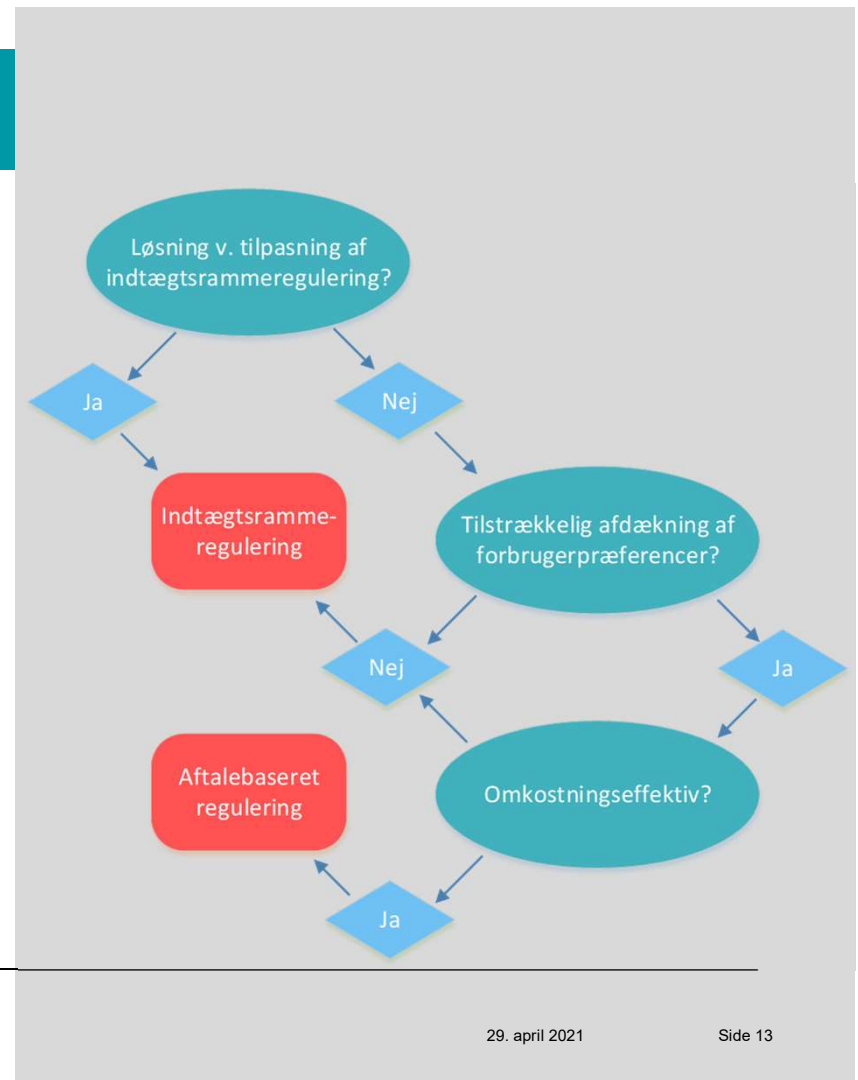 Løsning v. tilpasning af
indtægtsrammeregulering?
Ja
Nej
Indtægtsramme-
regulering
Tilstrækkelig afdækning af
forbrugerpræferencer?
Nej
Ja
Aftalebaseret
regulering
Omkostningseffektiv?
Ja
29. april 2021
Side 13